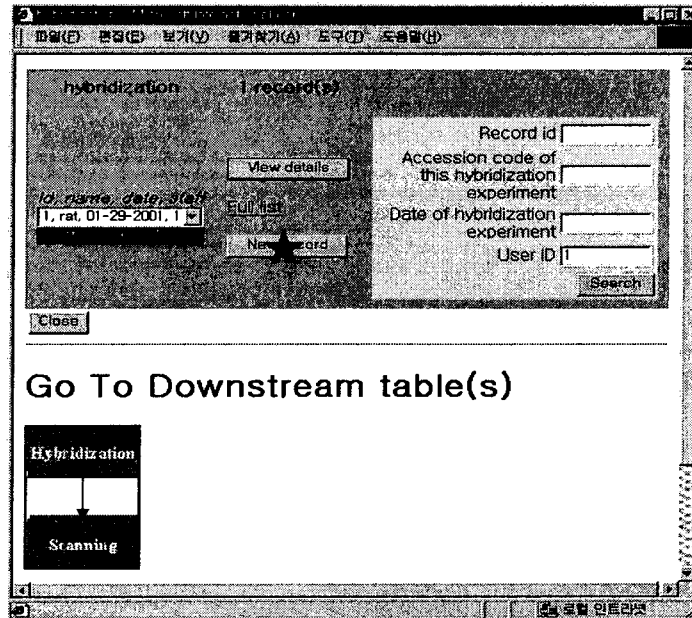 파일(F) 편집(E) 보기(V) 즐겨찾기(A) 도구(T) 도움말(H)
hybridization 1 record(s)
Record id
View details
Accession code of
this hybridization
experiment
Id, name, date, staff
Full list
1, rat, 01-29-2001, 1
Date of hybridization
experiment
User ID 1
Search
Close
Go To Downstream table(s)
Hybridization
Scanning
로컬 인트라넷